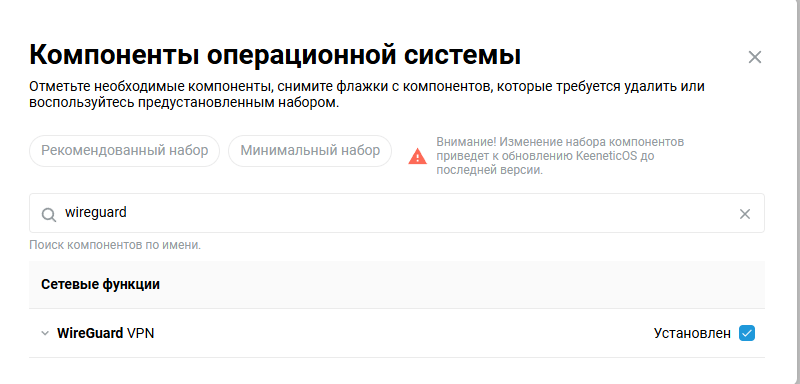 Компоненты операционной системы
Отметьте необходимые компоненты, снимите флажки с компонентов, которые требуется удалить или
воспользуйтесь предустановленным набором.
Рекомендованный набор
Минимальный набор
Внимание! Изменение набора компонентов
приведет к обновлению KeeneticOS до
последней версии.
wireguard
Поиск компонентов по имени.
Сетевые функции
WireGuard VPN
Установлен